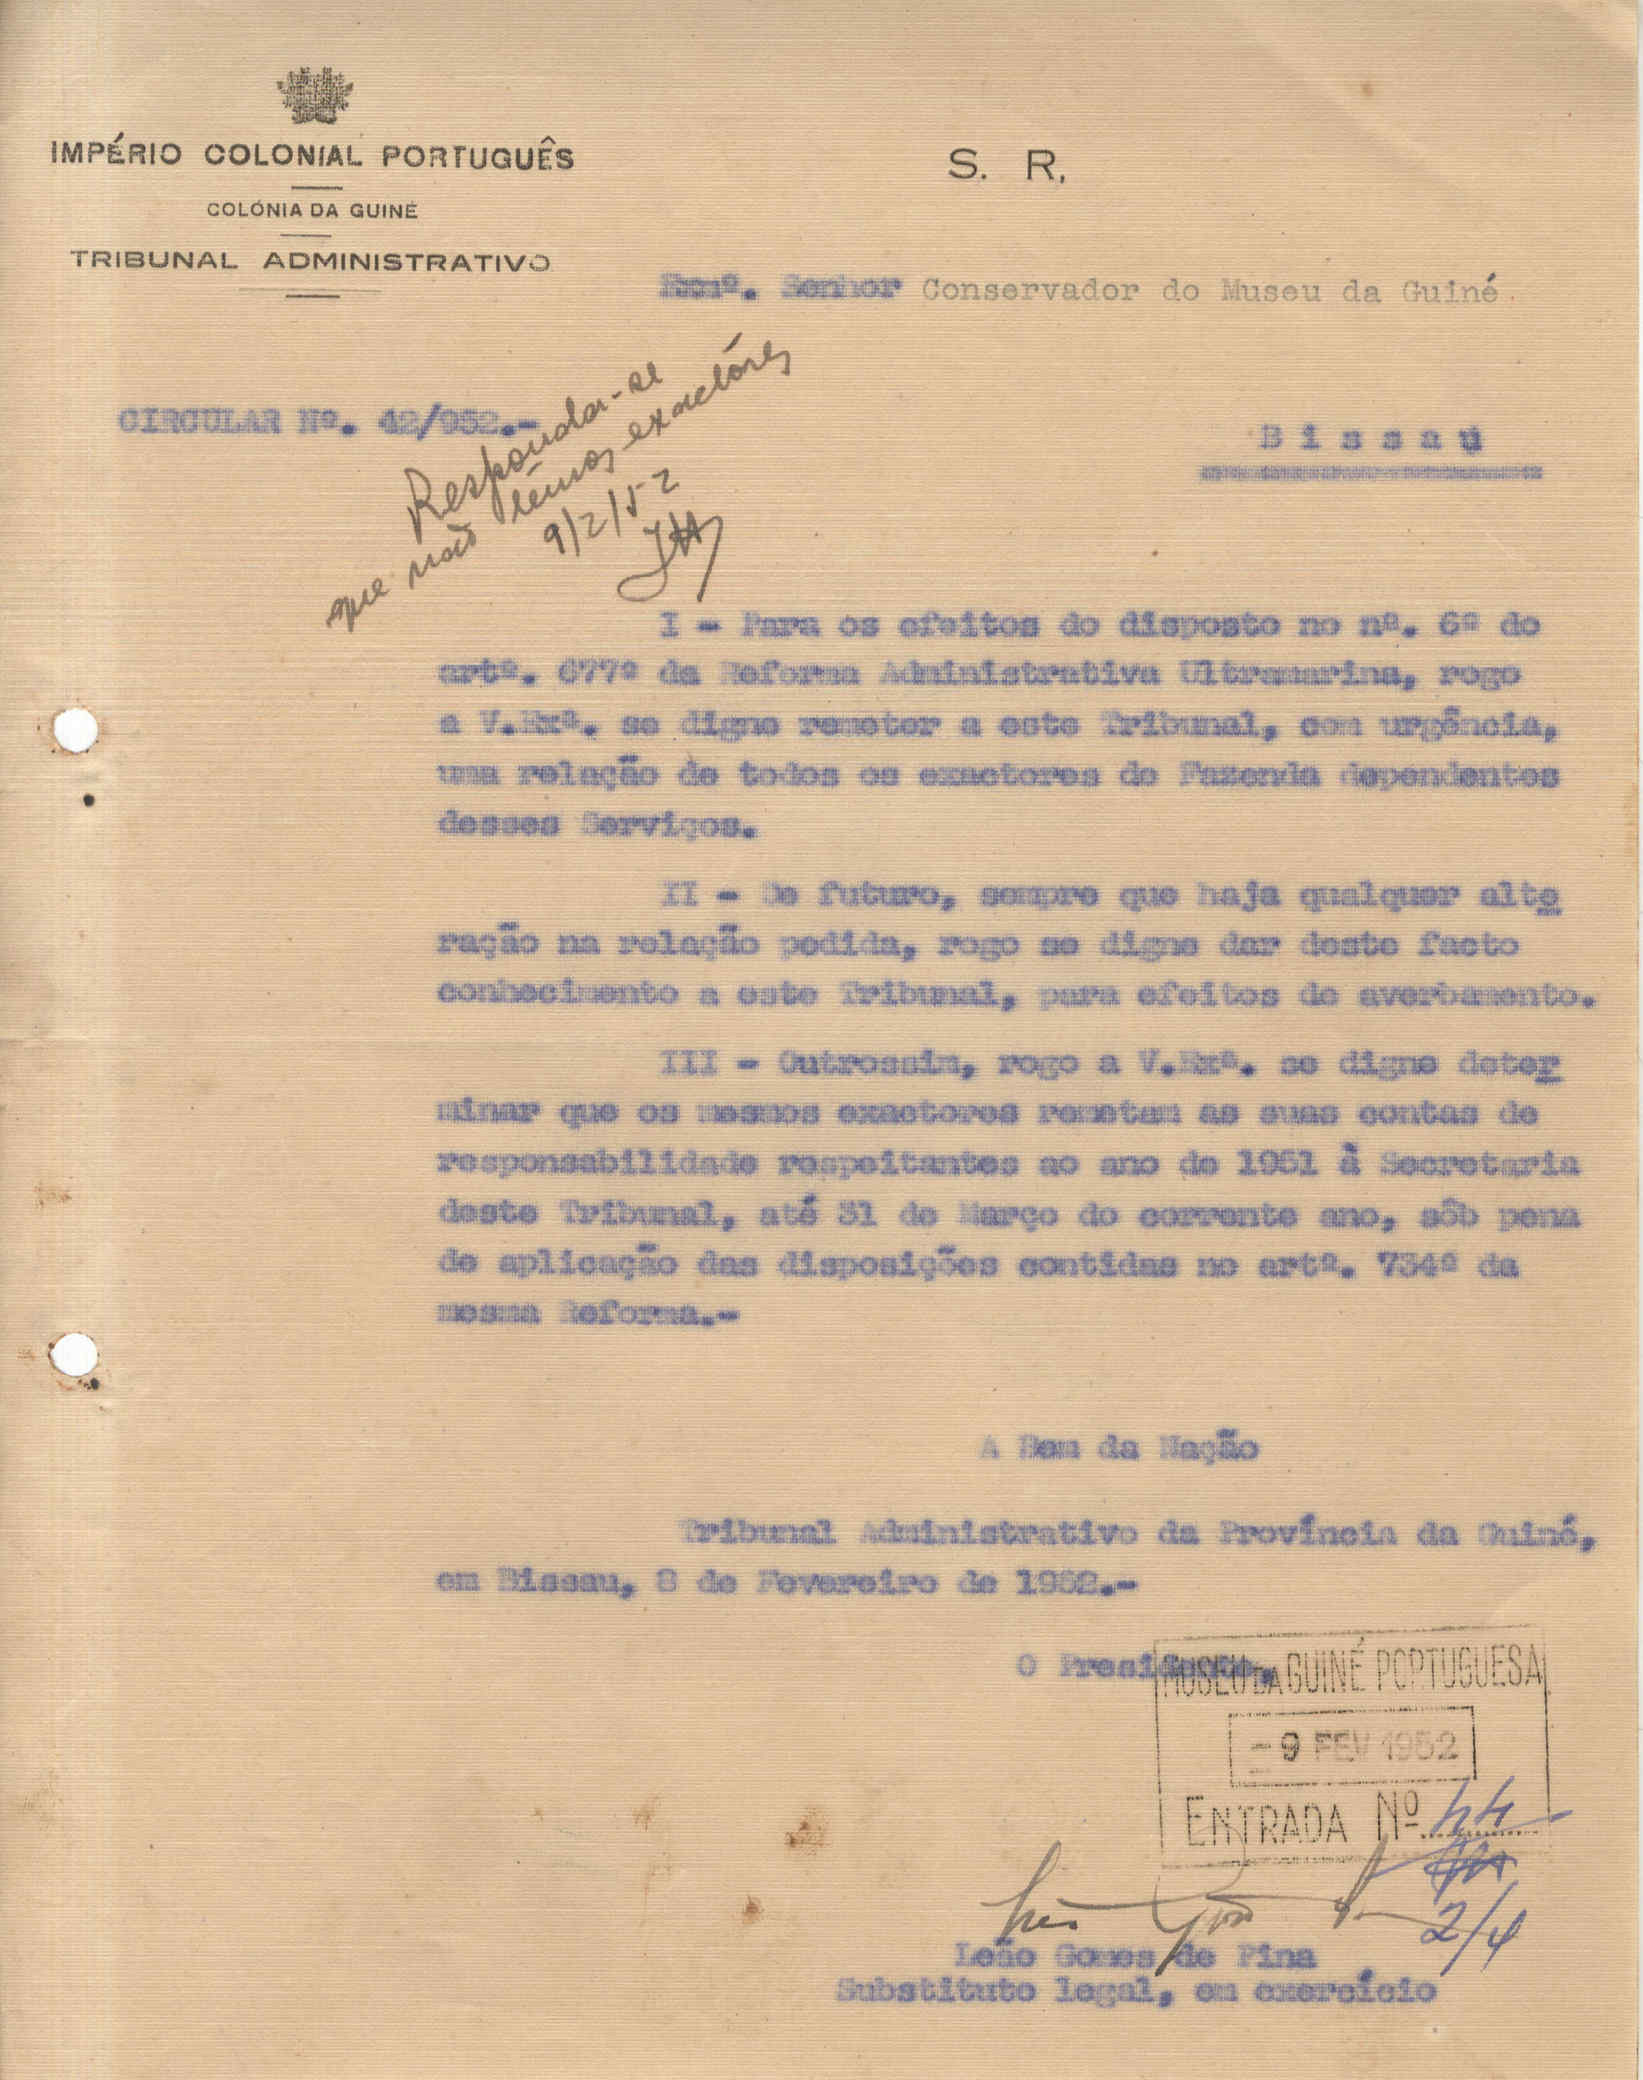 IMPÉRIO COLONIAL PORTUGUÊS
COLÓNIA DA GUINÉ
TRIBUNAL ADMINISTRATIVO
S. R.
Exmº. Senhor Conservador do Museu da Guiné.
CIRCULAR Nº. 42/952.-
Responda-se
que não têmos exactóres
9/2/52
B i s s a u
I - Para os efeitos do disposto no nº. 6º do
artº. 677º da Reforma Administrativa Ultramarina, rogo
a V.Exª. se digne remeter a este Tribunal, com urgência,
uma relação de todos os exactores de Fazenda dependentes
desses Serviços.
II - De futuro, sempre que haja qualquer alte
ração na relação pedida, rogo se digne dar deste facto
conhecimento a este Tribunal, para efeitos de averbamento.
III - Outrossim, rogo a V.Exª. se digne deter
minar que os mesmos exactores remetam as suas contas de
responsabilidade respeitantes ao ano de 1951 à Secretaria
deste Tribunal, até 31 de Março do corrente ano, sôb pena
de aplicação das disposições contidas no artº. 734º da
mesma Reforma.-
A Bem da Nação
Tribunal Administrativo da Província da Guiné,
em Bissau, 8 de Fevereiro de 1952.-
O Presidente,
MUSEU DA GUINÉ PORTUGUESA
- 9 FEV 1952
ENTRADA Nº 44
2/4
Leão Gomes de Pina
Substituto legal, em exercício